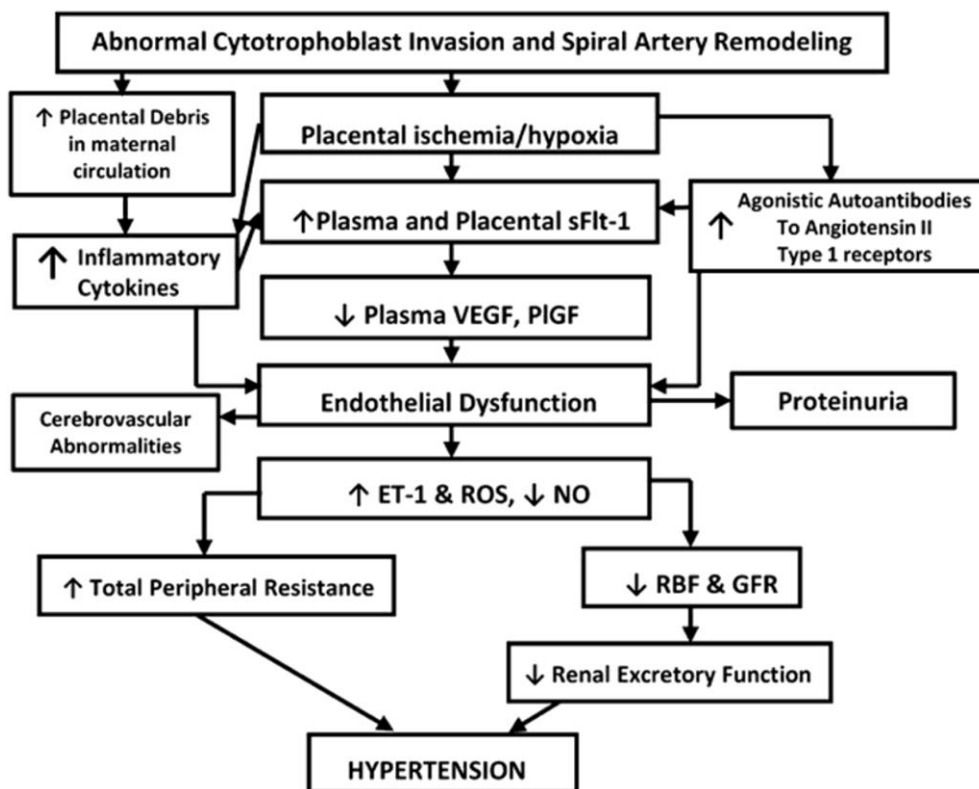 Abnormal Cytotrophoblast Invasion and Spiral Artery Remodeling
↑ Placental Debris
in maternal
circulation
Placental ischemia/hypoxia
↑ Agonistic Autoantibodies
To Angiotensin II
Type 1 receptors
↑Plasma and Placental sFlt-1
↑ Inflammatory
Cytokines
↓ Plasma VEGF, PlGF
Endothelial Dysfunction
Proteinuria
Cerebrovascular
Abnormalities
↑ ET-1 & ROS, ↓ NO
↑ Total Peripheral Resistance
↓ RBF & GFR
↓ Renal Excretory Function
HYPERTENSION